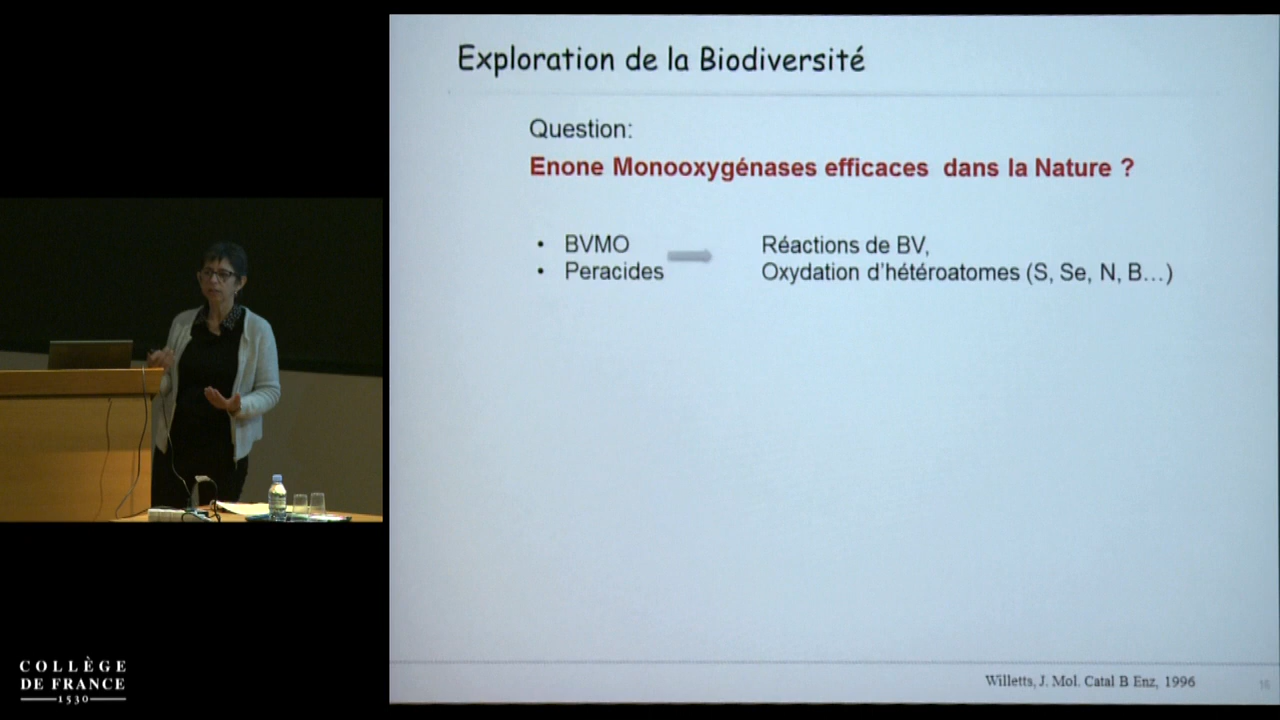 Exploration de la Biodiversité
Question:
Enone Monooxygénases efficaces dans la Nature ?
• BVMO
Réactions de BV,
• Peracides
Oxydation d'hétéroatomes (S, Se, N, B...)
Willetts, J. Mol. Catal B Enz, 1996
16
COLLÈGE
DE FRANCE
1530